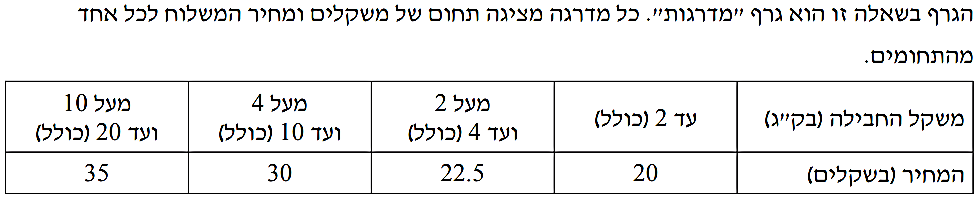 הגרף בשאלה זו הוא גרף "מדרגות". כל מדרגה מציגה תחום של משקלים ומחיר המשלוח לכל אחד
מהתחומים.
משקל החבילה (בק"ג) עד 2 (כולל) מעל 2 ועד 4 (כולל) מעל 4 ועד 10 (כולל) מעל 10 ועד 20 (כולל)
המחיר (בשקלים) 20 22.5 30 35